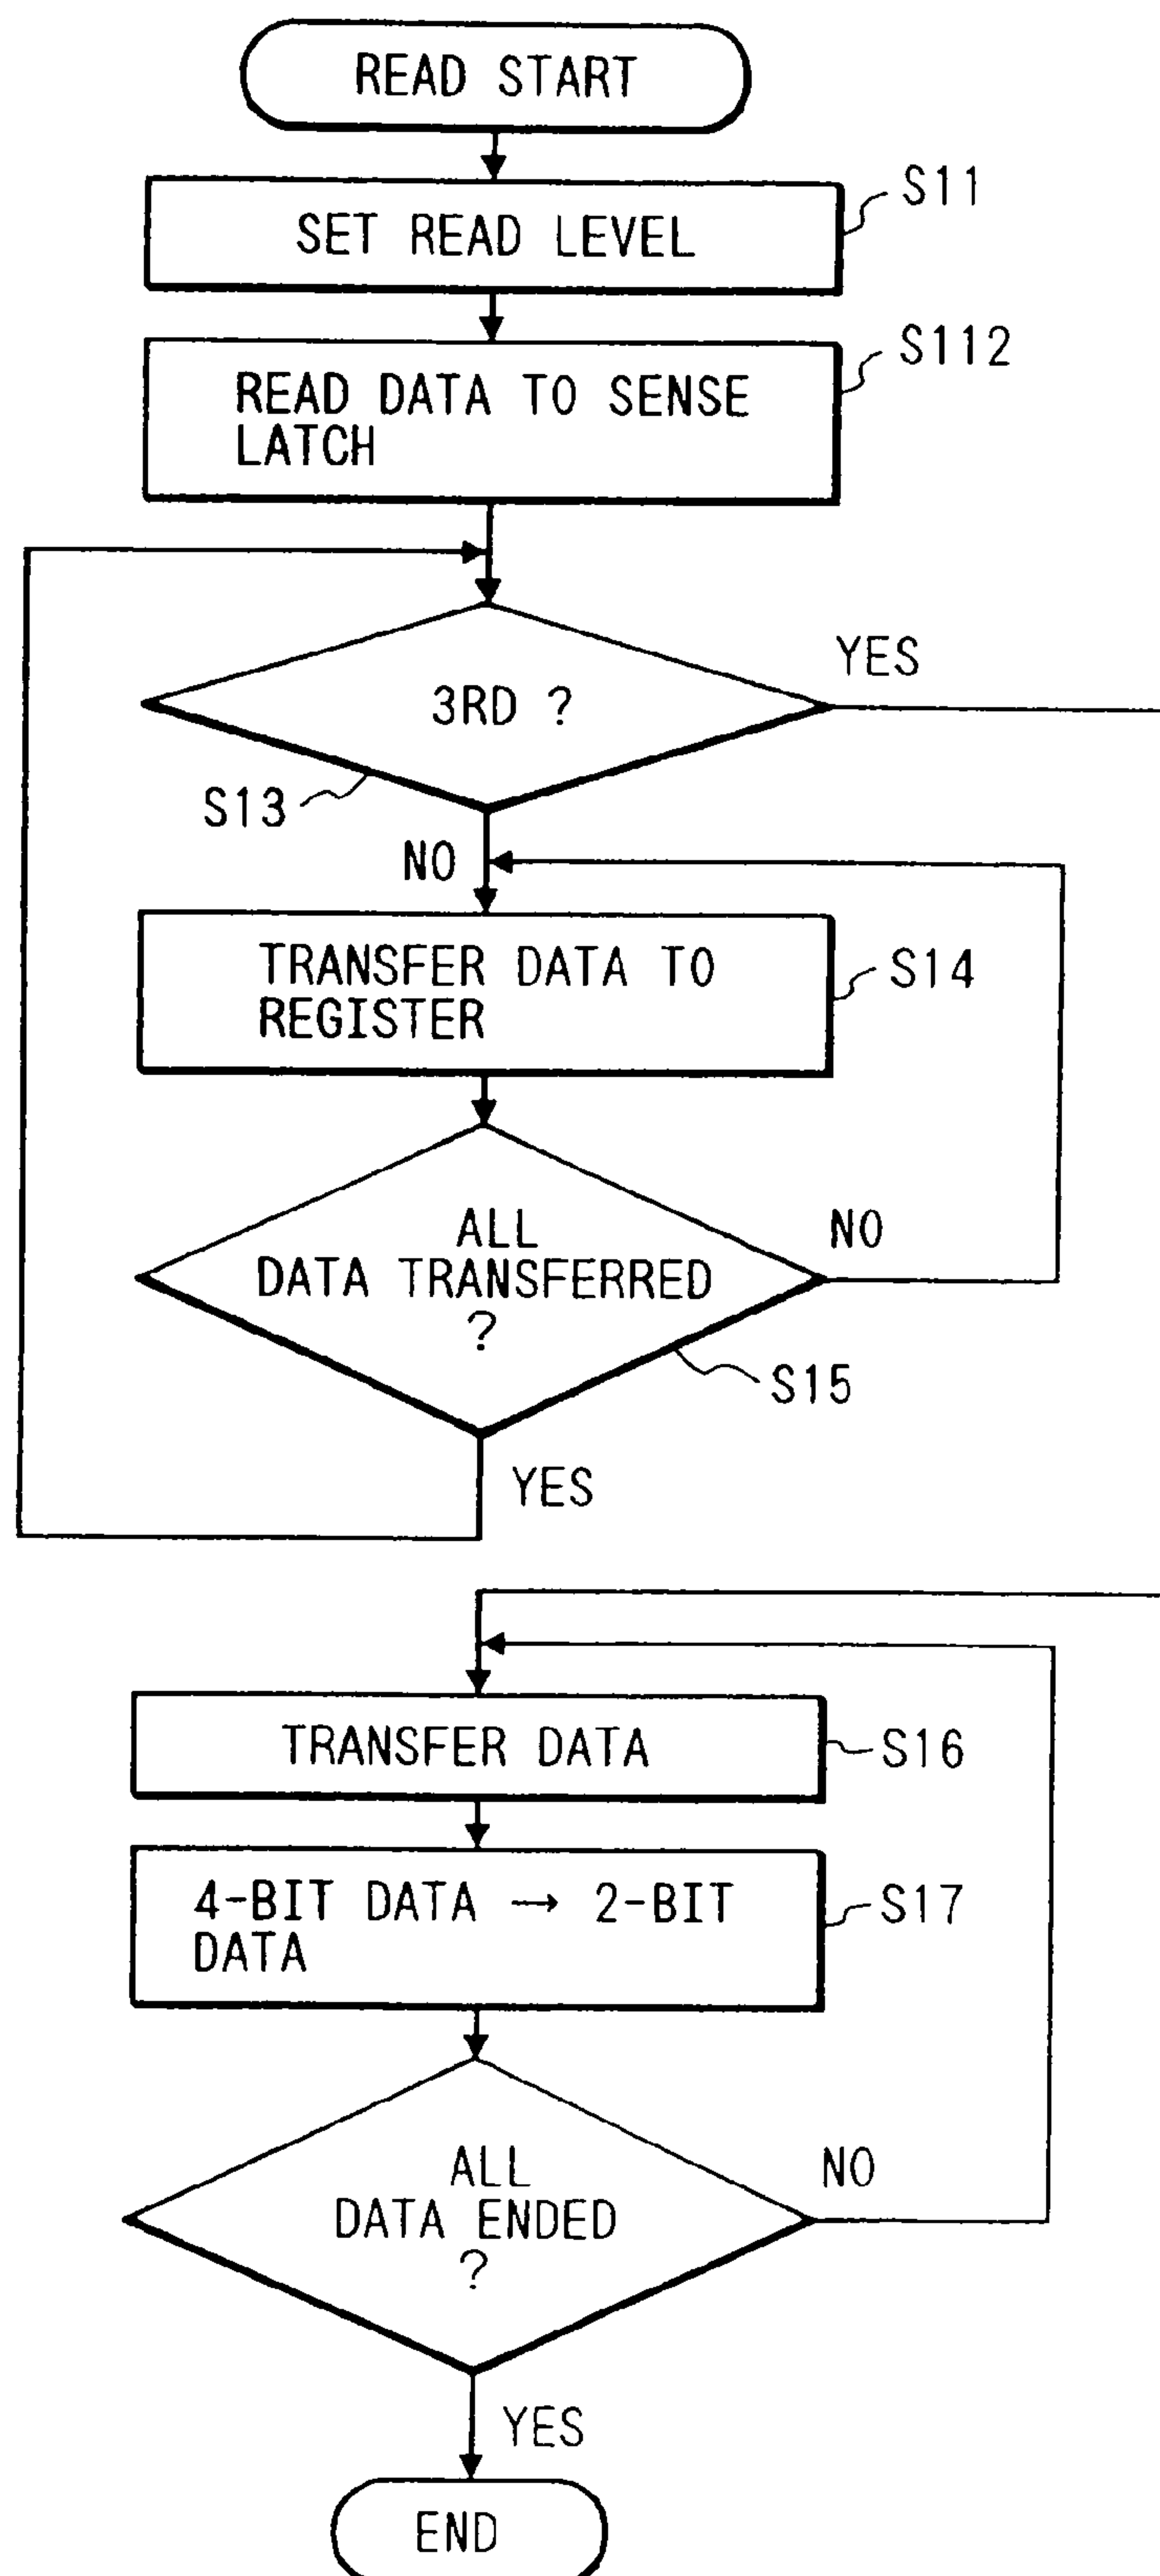 READ START
S11
SET READ LEVEL
S112
READ DATA TO SENSE
LATCH
YES
3RD ?
S13
NO
TRANSFER DATA TO
REGISTER
S14
ALL
DATA TRANSFERRED
?
NO
S15
YES
TRANSFER DATA
S16
4-BIT DATA → 2-BIT
DATA
S17
ALL
DATA ENDED
?
NO
YES
END